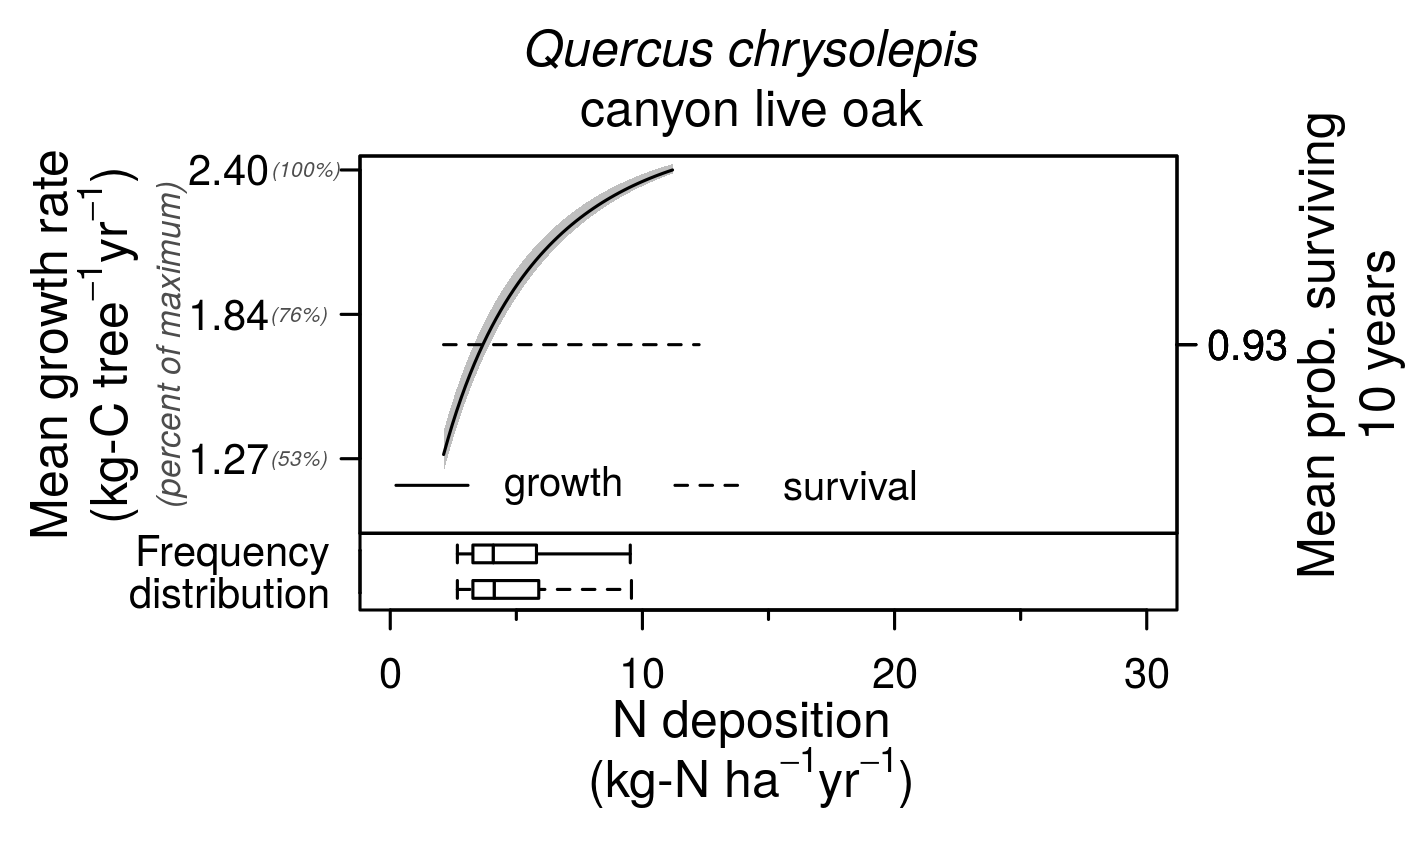 Quercus chrysolepis
canyon live oak
Mean growth rate
(kg-C tree⁻¹yr⁻¹)
(percent of maximum)
2.40 (100%)
1.84 (76%)
1.27 (53%)
growth
survival
0.93
Mean prob. surviving
10 years
Frequency
distribution
0 10 20 30
N deposition
(kg-N ha⁻¹yr⁻¹)